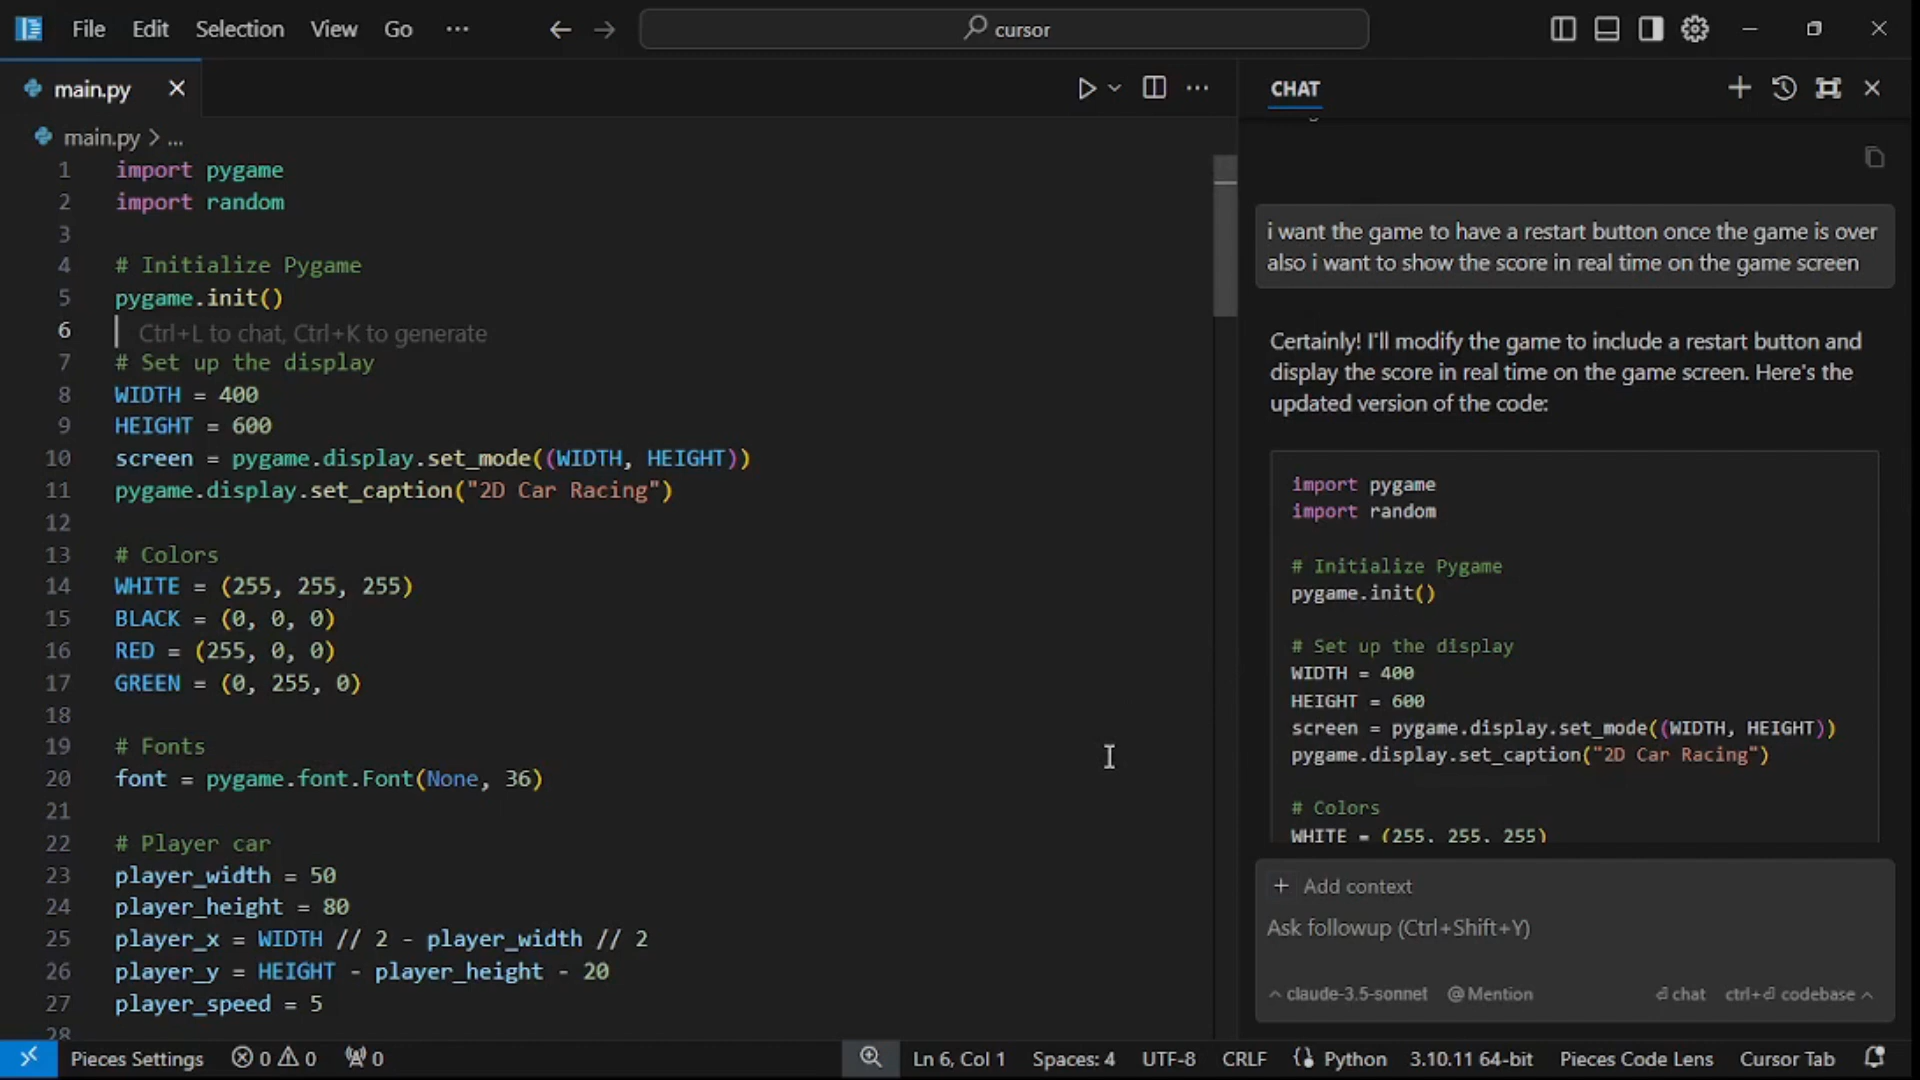 File Edit Selection View Go ··· cursor
main.py
main.py > ...
1 import pygame
2 import random
3
4 # Initialize Pygame
5 pygame.init()
6 Ctrl+L to chat, Ctrl+K to generate
7 # Set up the display
8 WIDTH = 400
9 HEIGHT = 600
10 screen = pygame.display.set_mode((WIDTH, HEIGHT))
11 pygame.display.set_caption("2D Car Racing")
12
13 # Colors
14 WHITE = (255, 255, 255)
15 BLACK = (0, 0, 0)
16 RED = (255, 0, 0)
17 GREEN = (0, 255, 0)
18
19 # Fonts
20 font = pygame.font.Font(None, 36)
21
22 # Player car
23 player_width = 50
24 player_height = 80
25 player_x = WIDTH // 2 - player_width // 2
26 player_y = HEIGHT - player_height - 20
27 player_speed = 5
28
CHAT
i want the game to have a restart button once the game is over
also i want to show the score in real time on the game screen
Certainly! I'll modify the game to include a restart button and
display the score in real time on the game screen. Here's the
updated version of the code:
import pygame
import random
# Initialize Pygame
pygame.init()
# Set up the display
WIDTH = 400
HEIGHT = 600
screen = pygame.display.set_mode((WIDTH, HEIGHT))
pygame.display.set_caption("2D Car Racing")
# Colors
WHITE = (255, 255, 255)
+ Add context
Ask followup (Ctrl+Shift+Y)
^ claude-3.5-sonnet @ Mention ⏎ chat ctrl+⏎ codebase ^
Pieces Settings 0 0 0 Ln 6, Col 1 Spaces: 4 UTF-8 CRLF Python 3.10.11 64-bit Pieces Code Lens Cursor Tab